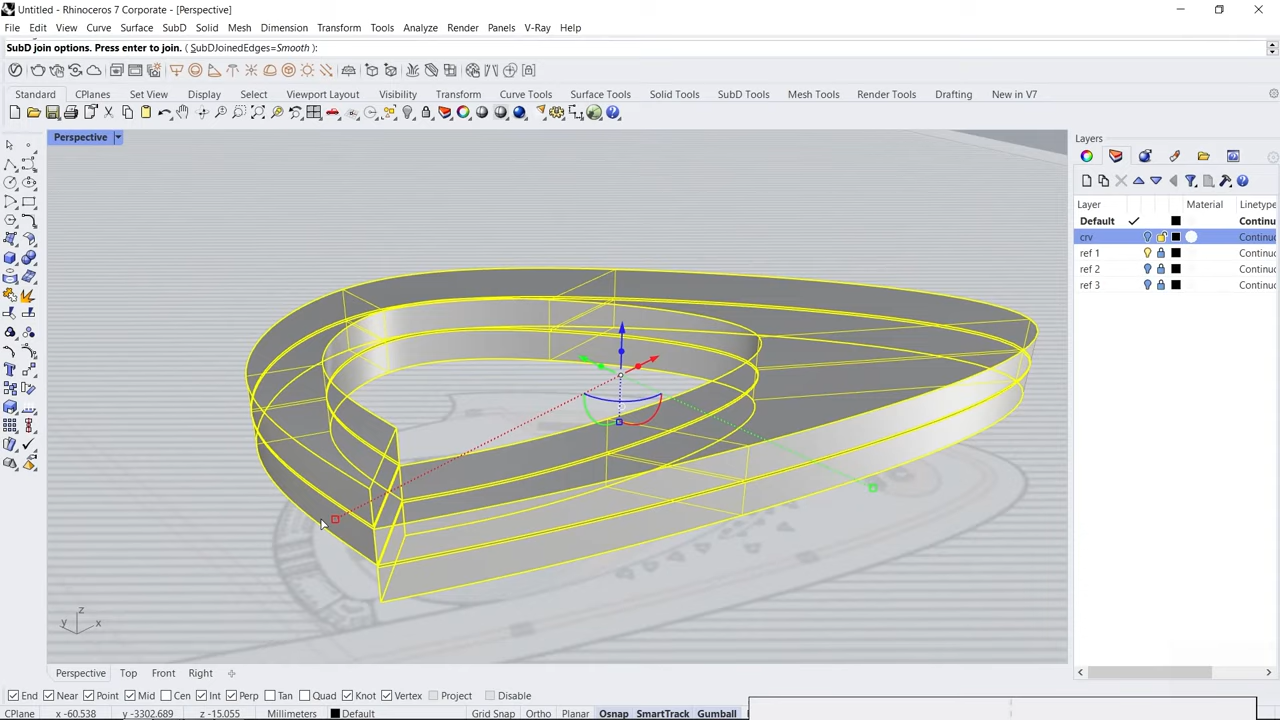 Untitled - Rhinoceros 7 Corporate - [Perspective]
File Edit View Curve Surface SubD Solid Mesh Dimension Transform Tools Analyze Render Panels V-Ray Help
SubD join options. Press enter to join. ( SubDJoinedEdges=Smooth ):
Standard CPlanes Set View Display Select Viewport Layout Visibility Transform Curve Tools Surface Tools Solid Tools SubD Tools Mesh Tools Render Tools Drafting New in V7
Perspective
Layers
Layer Material Linetype
Default Continuo
crv Continuc
ref 1 Continuc
ref 2 Continuc
ref 3 Continuc
z
y x
Perspective Top Front Right
End Near Point Mid Cen Int Perp Tan Quad Knot Vertex Project Disable
CPlane x -60.538 y -3302.689 z -15.055 Millimeters Default Grid Snap Ortho Planar Osnap SmartTrack Gumball